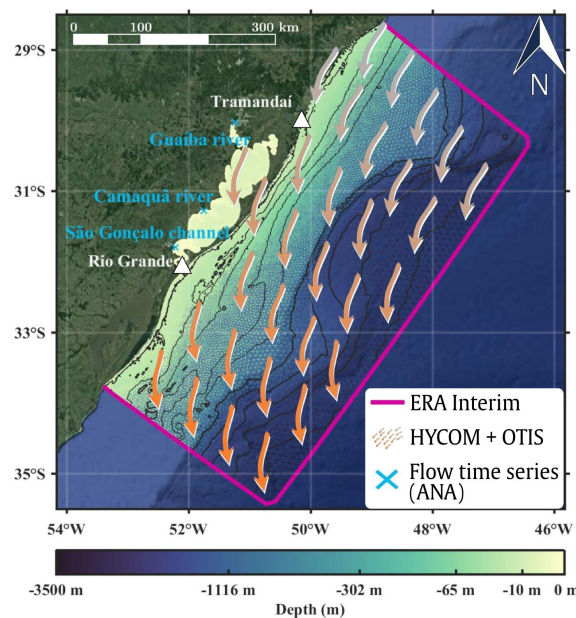 0 100 300 km
29°S
N
Tramandaí
Guaíba river
31°S
Camaquã river
São Gonçalo channel
Rio Grande
33°S
ERA Interim
HYCOM + OTIS
Flow time series
(ANA)
35°S
54°W 52°W 50°W 48°W 46°W
-3500 m -1116 m -302 m -65 m -10 m 0 m
Depth (m)